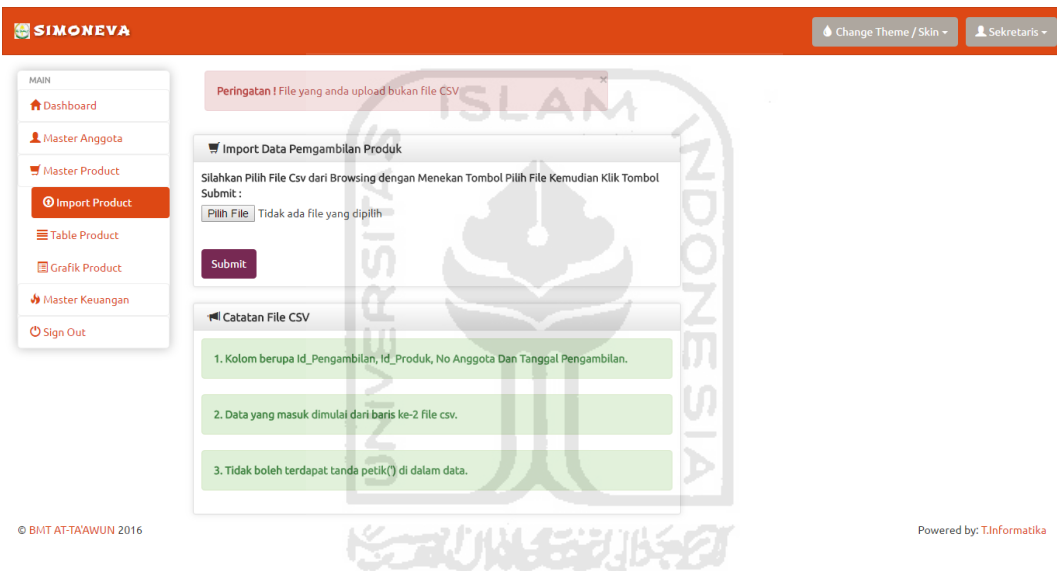 SIMONEVA
Change Theme / Skin
Sekretaris
MAIN
Dashboard
Master Anggota
Master Product
Import Product
Table Product
Grafik Product
Master Keuangan
Sign Out
Peringatan ! File yang anda upload bukan file CSV
×
Import Data Pemgambilan Produk
Silahkan Pilih File Csv dari Browsing dengan Menekan Tombol Pilih File Kemudian Klik Tombol
Submit :
Pilih File Tidak ada file yang dipilih
Submit
Catatan File CSV
1. Kolom berupa Id_Pengambilan, Id_Produk, No Anggota Dan Tanggal Pengambilan.
2. Data yang masuk dimulai dari baris ke-2 file csv.
3. Tidak boleh terdapat tanda petik(') di dalam data.
© BMT AT-TA'AWUN 2016
Powered by: T.Informatika
UNIVERSITAS
ISLAM
INDONESIA